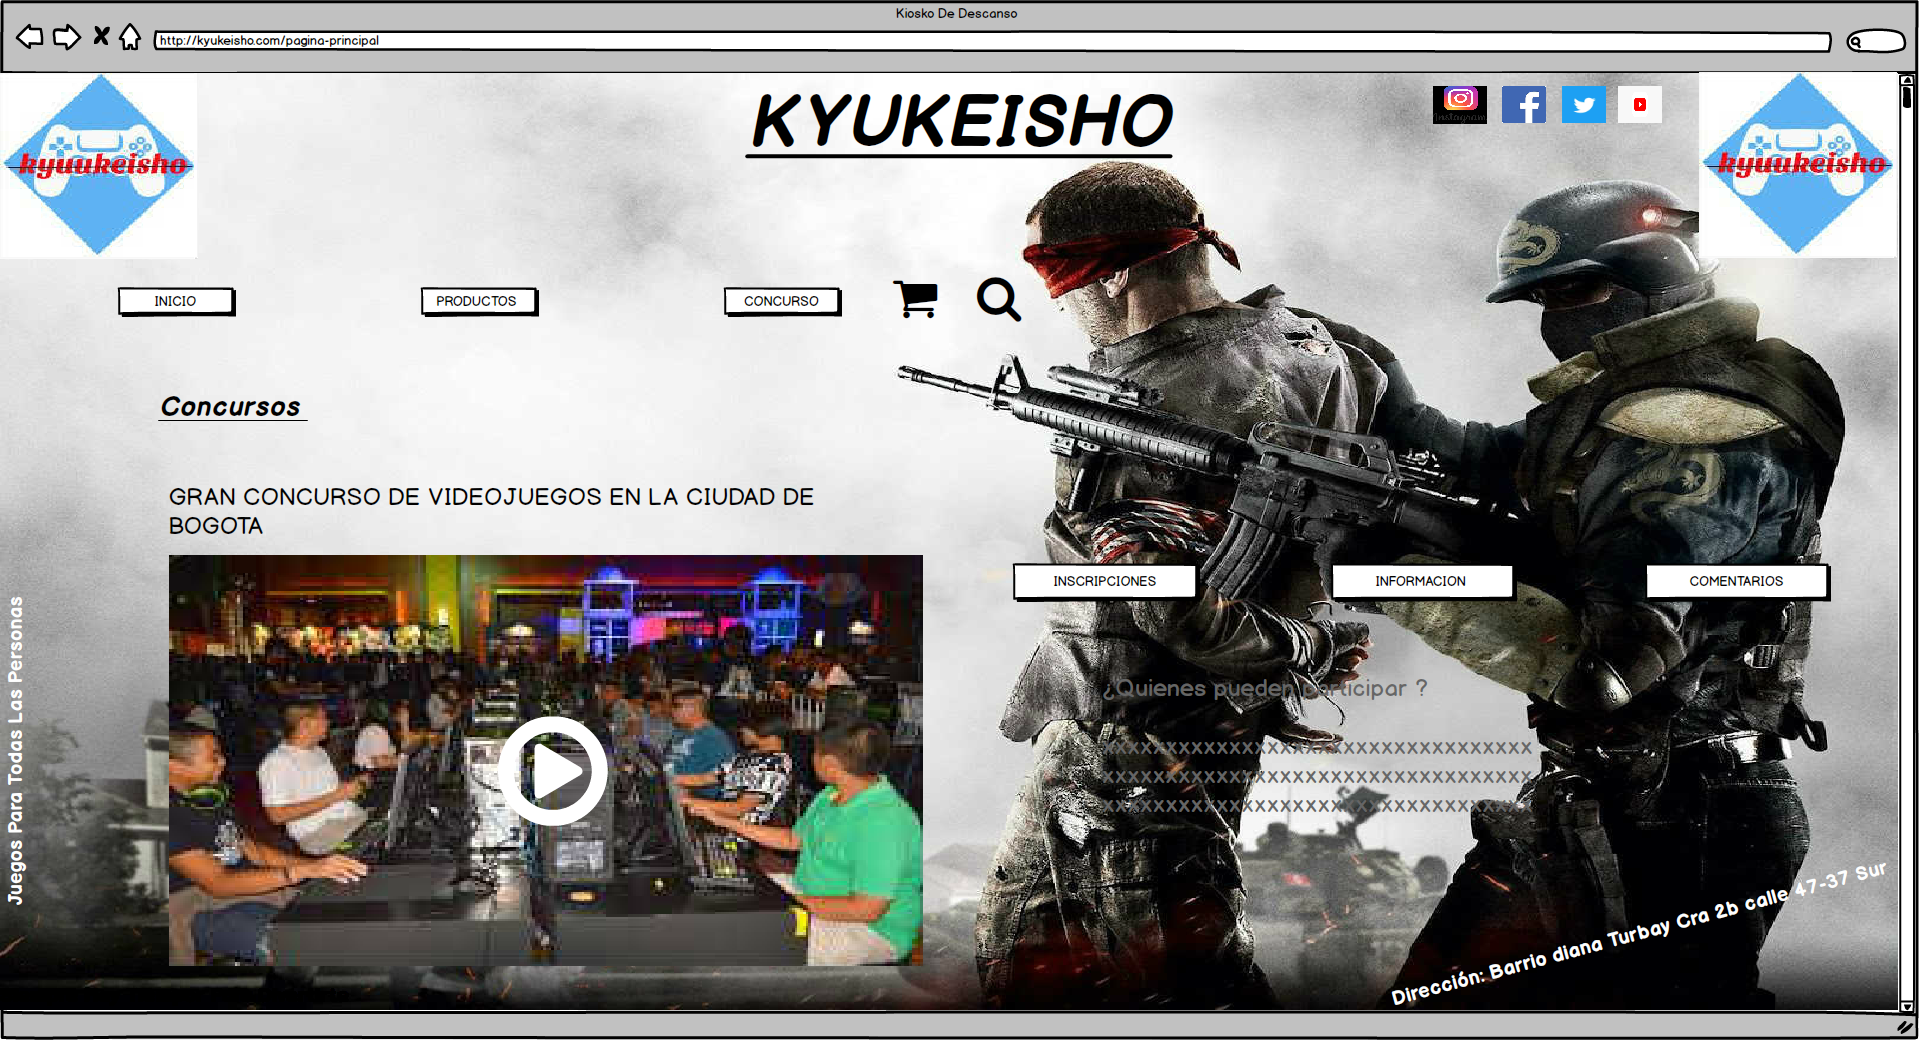 Kiosko De Descanso
http://kyukeisho.com/pagina-principal
KYUKEISHO
Instagram
kyuukeisho
kyuukeisho
INICIO
PRODUCTOS
CONCURSO
Concursos
GRAN CONCURSO DE VIDEOJUEGOS EN LA CIUDAD DE
BOGOTA
INSCRIPCIONES
INFORMACION
COMENTARIOS
¿Quienes pueden participar ?
xxxxxxxxxxxxxxxxxxxxxxxxxxxxxxxxxx
xxxxxxxxxxxxxxxxxxxxxxxxxxxxxxxxxx
xxxxxxxxxxxxxxxxxxxxxxxxxxxxxxxxxx
Juegos Para Todas Las Personas
Dirección: Barrio diana Turbay Cra 2b calle 47-37 Sur